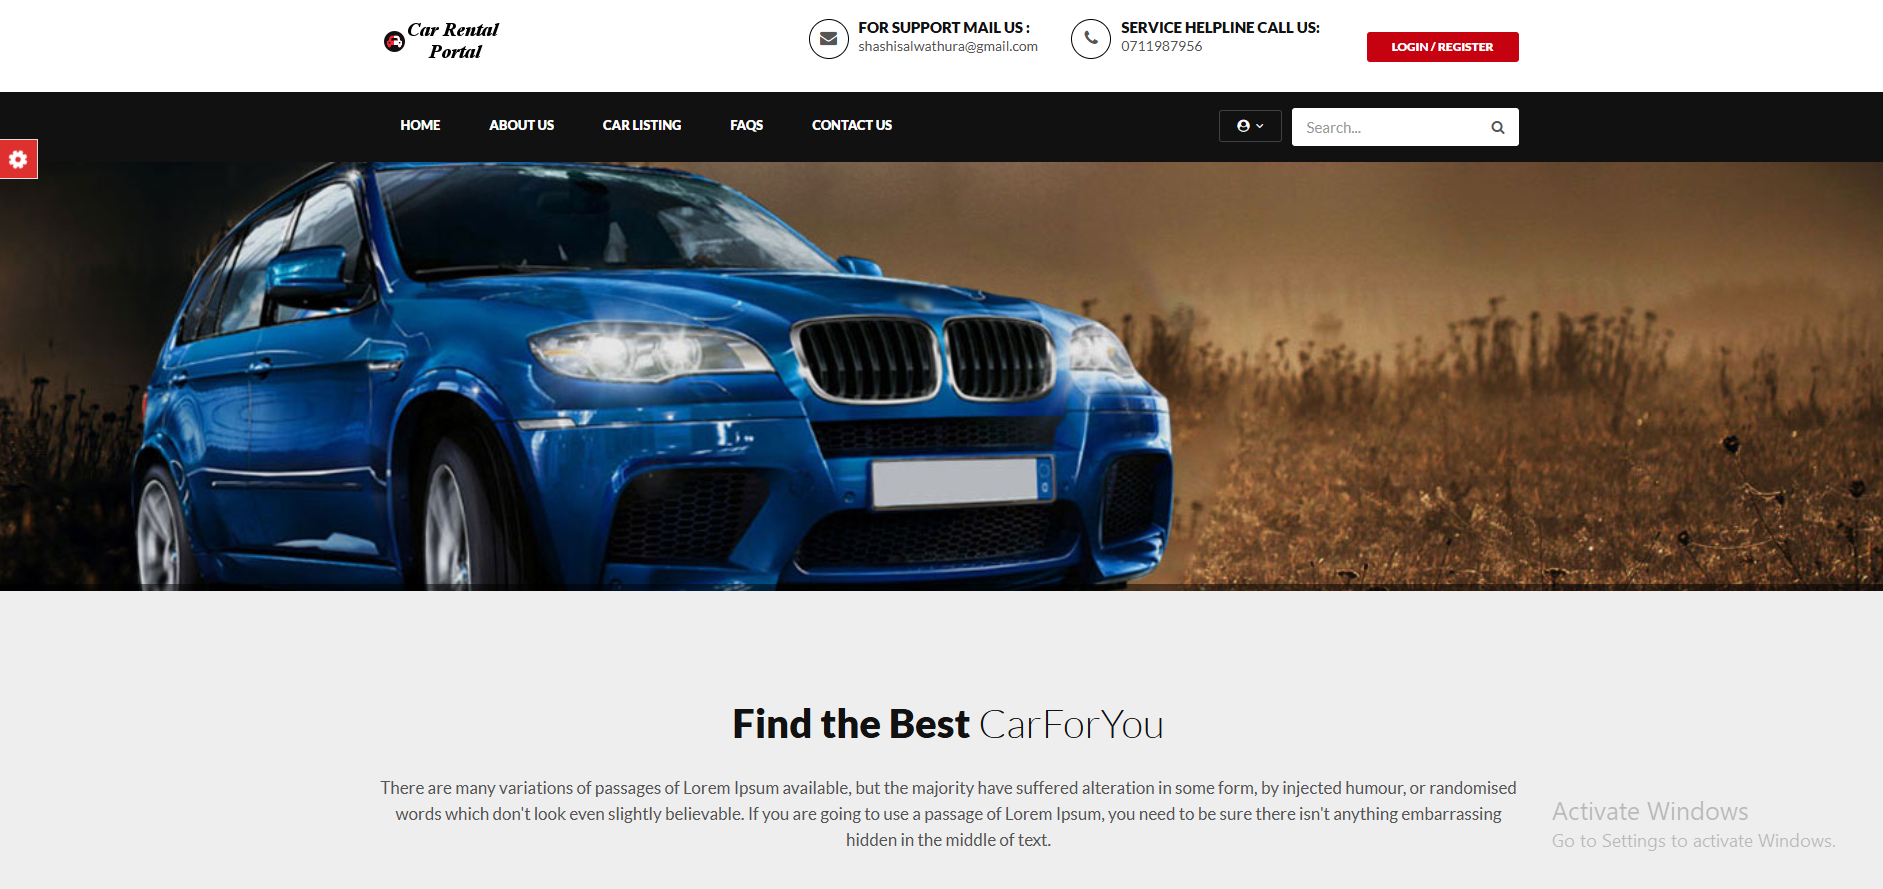 Car Rental
Portal
FOR SUPPORT MAIL US :
shashisalwathura@gmail.com
SERVICE HELPLINE CALL US:
0711987956
LOGIN / REGISTER
HOME
ABOUT US
CAR LISTING
FAQS
CONTACT US
Search...
Find the Best CarForYou
There are many variations of passages of Lorem Ipsum available, but the majority have suffered alteration in some form, by injected humour, or randomised
words which don't look even slightly believable. If you are going to use a passage of Lorem Ipsum, you need to be sure there isn't anything embarrassing
hidden in the middle of text.
Activate Windows
Go to Settings to activate Windows.